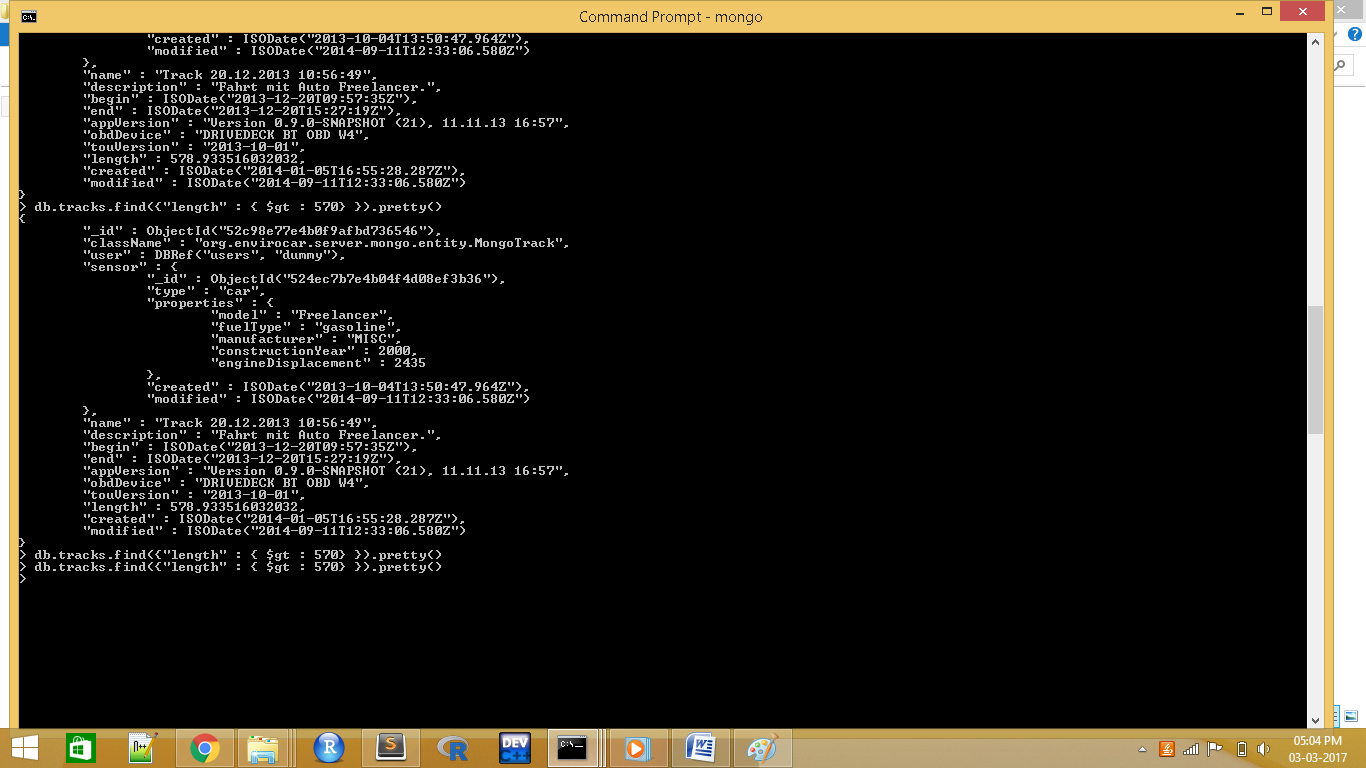 Command Prompt - mongo
"created" : ISODate("2013-10-04T13:50:47.964Z"),
"modified" : ISODate("2014-09-11T12:33:06.580Z")
},
"name" : "Track 20.12.2013 10:56:49",
"description" : "Fahrt mit Auto Freelancer.",
"begin" : ISODate("2013-12-20T09:57:35Z"),
"end" : ISODate("2013-12-20T15:27:19Z"),
"appVersion" : "Version 0.9.0-SNAPSHOT (21), 11.11.13 16:57",
"obdDevice" : "DRIVEDECK BT OBD W4",
"touVersion" : "2013-10-01",
"length" : 578.933516032032,
"created" : ISODate("2014-01-05T16:55:28.287Z"),
"modified" : ISODate("2014-09-11T12:33:06.580Z")
}
> db.tracks.find({"length" : { $gt : 570} }).pretty()
{
"_id" : ObjectId("52c98e77e4b0f9afbd736546"),
"className" : "org.envirocar.server.mongo.entity.MongoTrack",
"user" : DBRef("users", "dummy"),
"sensor" : {
"_id" : ObjectId("524ec7b7e4b04f4d08ef3b36"),
"type" : "car",
"properties" : {
"model" : "Freelancer",
"fuelType" : "gasoline",
"manufacturer" : "MISC",
"constructionYear" : 2000,
"engineDisplacement" : 2435
},
"created" : ISODate("2013-10-04T13:50:47.964Z"),
"modified" : ISODate("2014-09-11T12:33:06.580Z")
},
"name" : "Track 20.12.2013 10:56:49",
"description" : "Fahrt mit Auto Freelancer.",
"begin" : ISODate("2013-12-20T09:57:35Z"),
"end" : ISODate("2013-12-20T15:27:19Z"),
"appVersion" : "Version 0.9.0-SNAPSHOT (21), 11.11.13 16:57",
"obdDevice" : "DRIVEDECK BT OBD W4",
"touVersion" : "2013-10-01",
"length" : 578.933516032032,
"created" : ISODate("2014-01-05T16:55:28.287Z"),
"modified" : ISODate("2014-09-11T12:33:06.580Z")
}
> db.tracks.find({"length" : { $gt : 570} }).pretty()
> db.tracks.find({"length" : { $gt : 570} }).pretty()
>
05:04 PM
03-03-2017